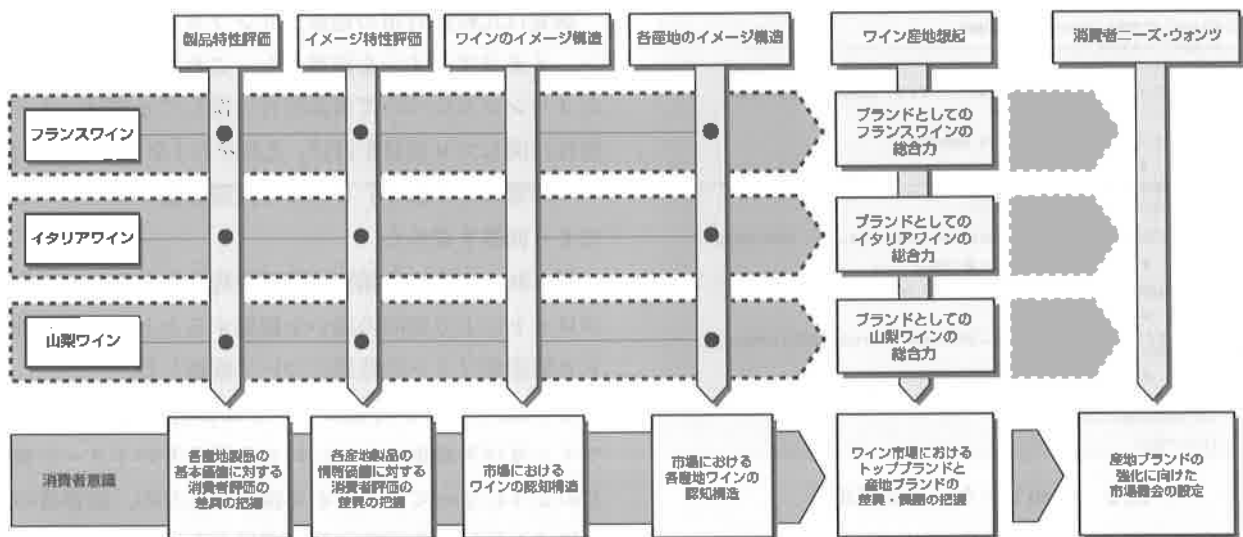 製品特性評価
イメージ特性評価
ワインのイメージ構造
各産地のイメージ構造
ワイン産地想起
消費者ニーズ・ウォンツ
フランスワイン
ブランドとしての
フランスワインの
総合力
イタリアワイン
ブランドとしての
イタリアワインの
総合力
山梨ワイン
ブランドとしての
山梨ワインの
総合力
消費者意識
各産地製品の
基本価値に対する
消費者評価の
差異の把握
各産地製品の
情緒価値に対する
消費者評価の
差異の把握
市場における
ワインの認知構造
市場における
各産地ワインの
認知構造
ワイン市場における
トップブランドと
産地ブランドの
差異・課題の把握
産地ブランドの
強化に向けた
市場機会の設定